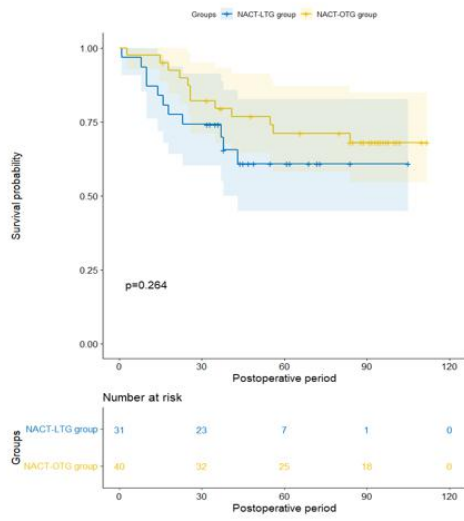 Groups NACT-LTG group NACT-OTG group
1.00
0.75
0.50
0.25
0.00
Survival probability
p=0.264
0 30 60 90 120
Postoperative period
Number at risk
Groups
NACT-LTG group 31 23 7 1 0
NACT-OTG group 40 32 25 18 0
0 30 60 90 120
Postoperative period